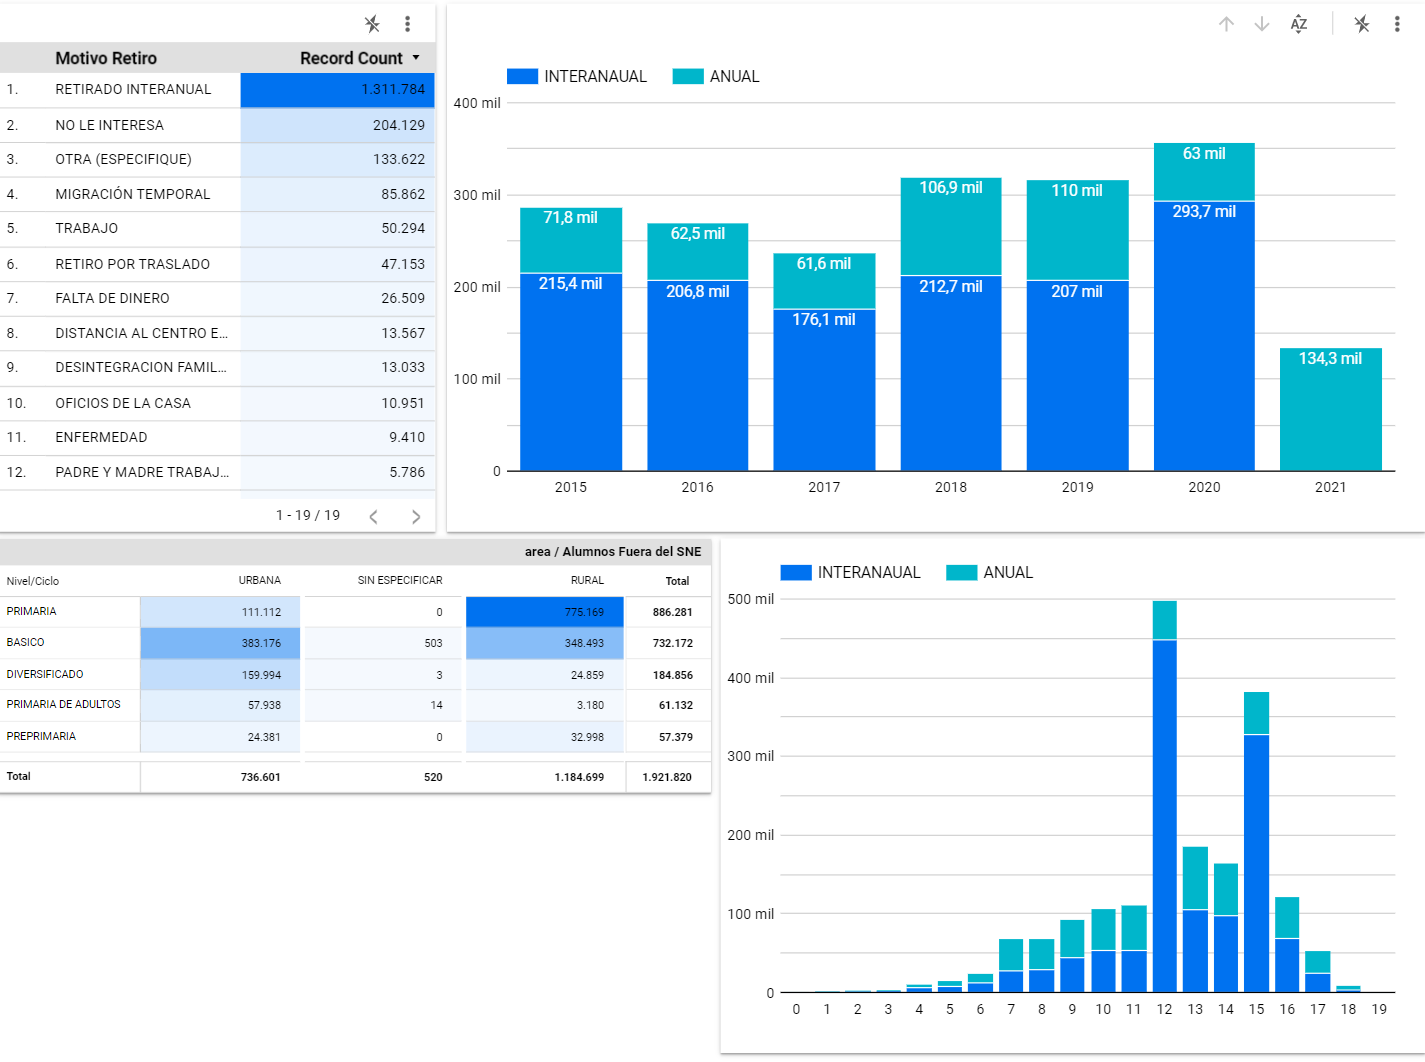 Motivo Retiro Record Count
1. RETIRADO INTERANUAL 1.311.784
2. NO LE INTERESA 204.129
3. OTRA (ESPECIFIQUE) 133.622
4. MIGRACIÓN TEMPORAL 85.862
5. TRABAJO 50.294
6. RETIRO POR TRASLADO 47.153
7. FALTA DE DINERO 26.509
8. DISTANCIA AL CENTRO E... 13.567
9. DESINTEGRACION FAMIL... 13.033
10. OFICIOS DE LA CASA 10.951
11. ENFERMEDAD 9.410
12. PADRE Y MADRE TRABAJ... 5.786
1 - 19 / 19
AZ
INTERANAUAL ANUAL
400 mil
300 mil
200 mil
100 mil
0
71,8 mil 62,5 mil 61,6 mil 106,9 mil 110 mil 63 mil 134,3 mil
215,4 mil 206,8 mil 176,1 mil 212,7 mil 207 mil 293,7 mil
2015 2016 2017 2018 2019 2020 2021
area / Alumnos Fuera del SNE
Nivel/Ciclo URBANA SIN ESPECIFICAR RURAL Total
PRIMARIA 111.112 0 775.169 886.281
BASICO 383.176 503 348.493 732.172
DIVERSIFICADO 159.994 3 24.859 184.856
PRIMARIA DE ADULTOS 57.938 14 3.180 61.132
PREPRIMARIA 24.381 0 32.998 57.379
Total 736.601 520 1.184.699 1.921.820
INTERANAUAL ANUAL
500 mil
400 mil
300 mil
200 mil
100 mil
0
0 1 2 3 4 5 6 7 8 9 10 11 12 13 14 15 16 17 18 19